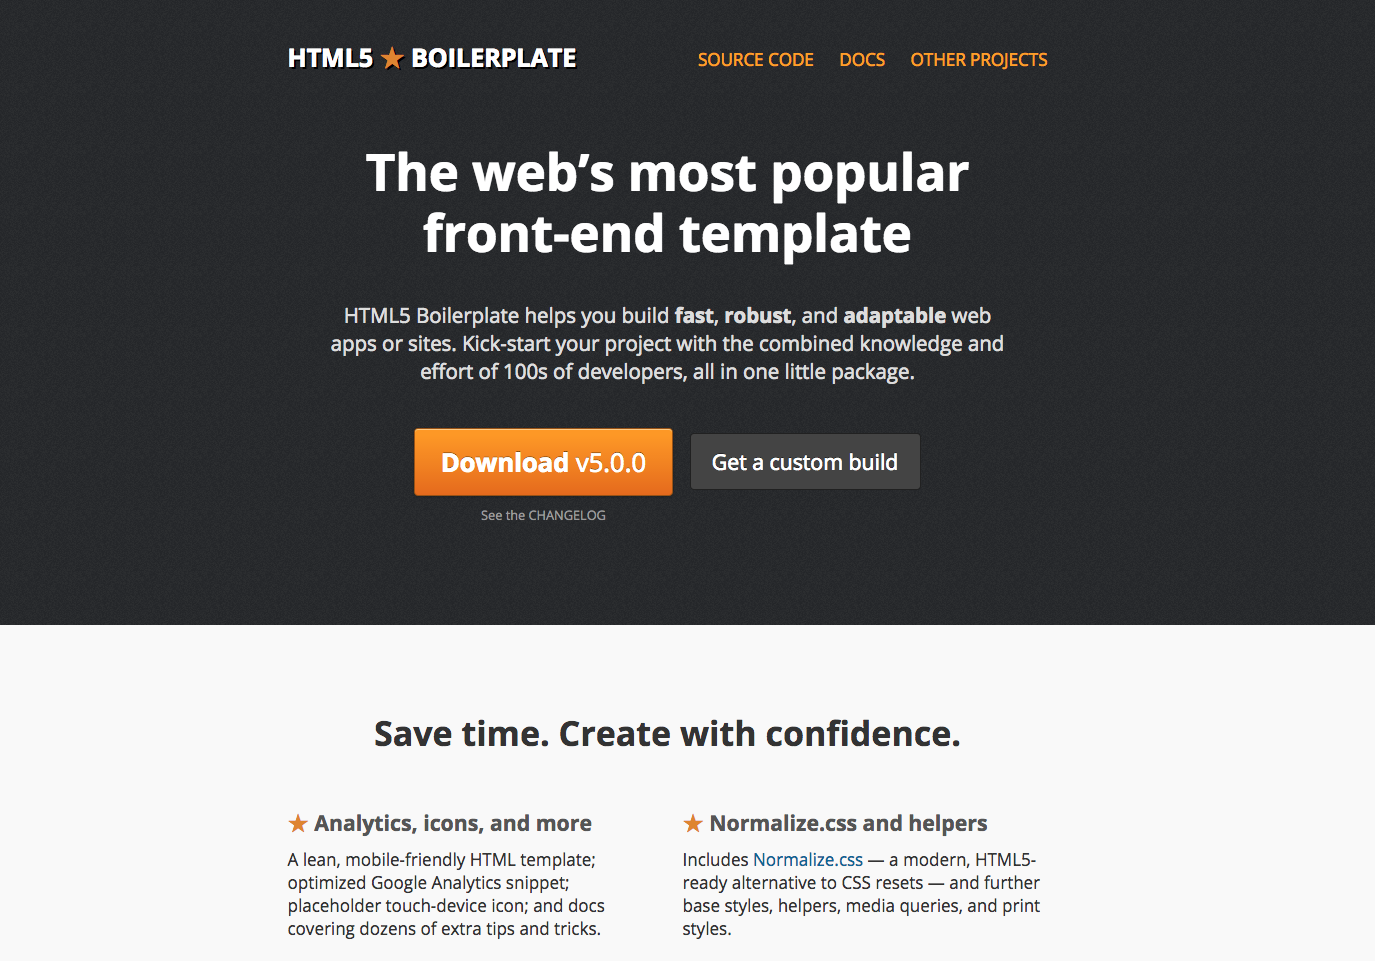 HTML5 ★ BOILERPLATE
SOURCE CODE DOCS OTHER PROJECTS
The web’s most popular
front-end template
HTML5 Boilerplate helps you build fast, robust, and adaptable web
apps or sites. Kick-start your project with the combined knowledge and
effort of 100s of developers, all in one little package.
Download v5.0.0
Get a custom build
See the CHANGELOG
Save time. Create with confidence.
★ Analytics, icons, and more
A lean, mobile-friendly HTML template;
optimized Google Analytics snippet;
placeholder touch-device icon; and docs
covering dozens of extra tips and tricks.
★ Normalize.css and helpers
Includes Normalize.css — a modern, HTML5-
ready alternative to CSS resets — and further
base styles, helpers, media queries, and print
styles.